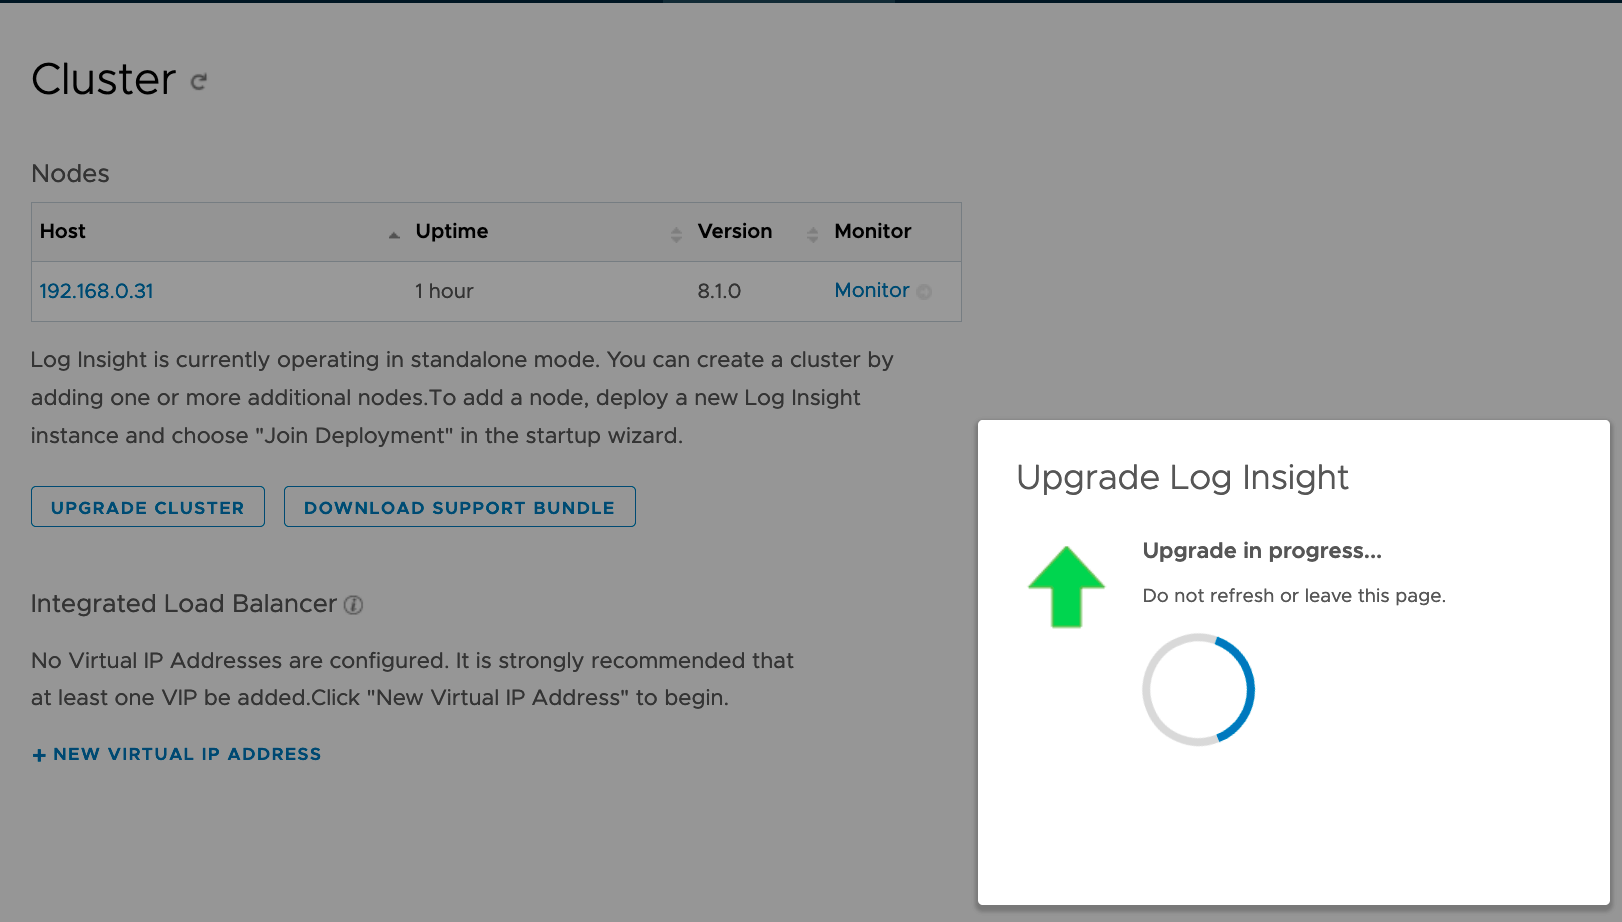 Cluster
Nodes
Host Uptime Version Monitor
192.168.0.31 1 hour 8.1.0 Monitor
Log Insight is currently operating in standalone mode. You can create a cluster by
adding one or more additional nodes.To add a node, deploy a new Log Insight
instance and choose "Join Deployment" in the startup wizard.
UPGRADE CLUSTER DOWNLOAD SUPPORT BUNDLE
Integrated Load Balancer
No Virtual IP Addresses are configured. It is strongly recommended that
at least one VIP be added.Click "New Virtual IP Address" to begin.
+ NEW VIRTUAL IP ADDRESS
Upgrade Log Insight
Upgrade in progress...
Do not refresh or leave this page.